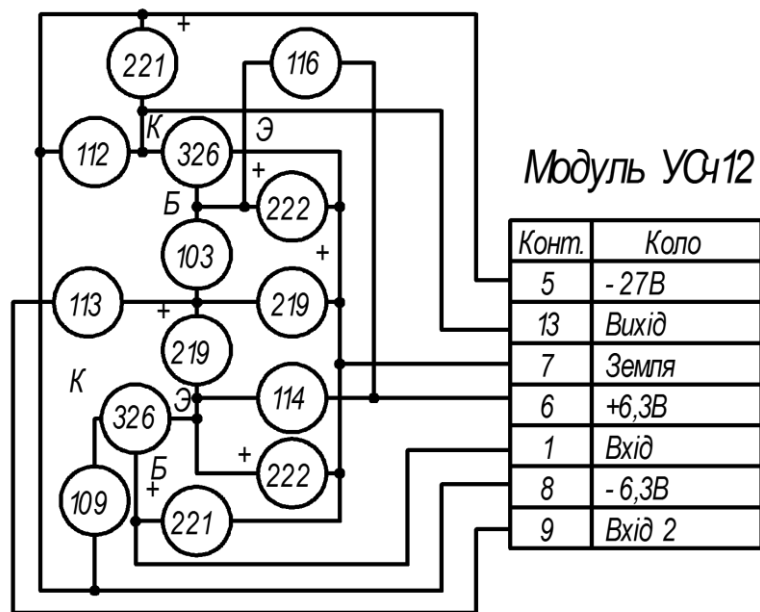 +
221
116
112
К
326
Э
Модуль УСч12
Б
+
222
103
+
113
219
+
219
К
326
Э
114
+
222
Б
+
109
221
Конт. Коло
5 - 27В
13 Вихід
7 Земля
6 +6,3В
1 Вхід
8 - 6,3В
9 Вхід 2